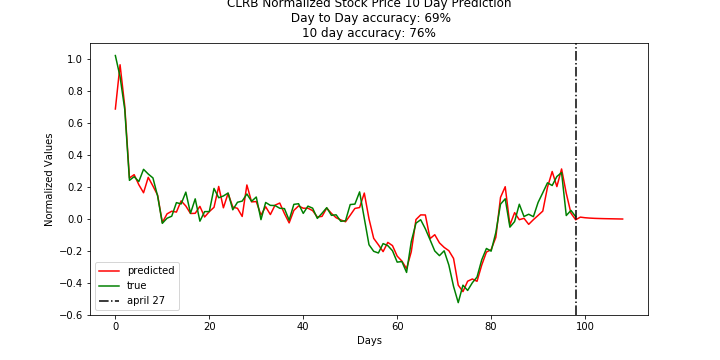 CLRB Normalized Stock Price 10 Day Prediction
Day to Day accuracy: 69%
10 day accuracy: 76%
Normalized Values
1.0
0.8
0.6
0.4
0.2
0.0
−0.2
−0.4
−0.6
predicted
true
april 27
0 20 40 60 80 100
Days